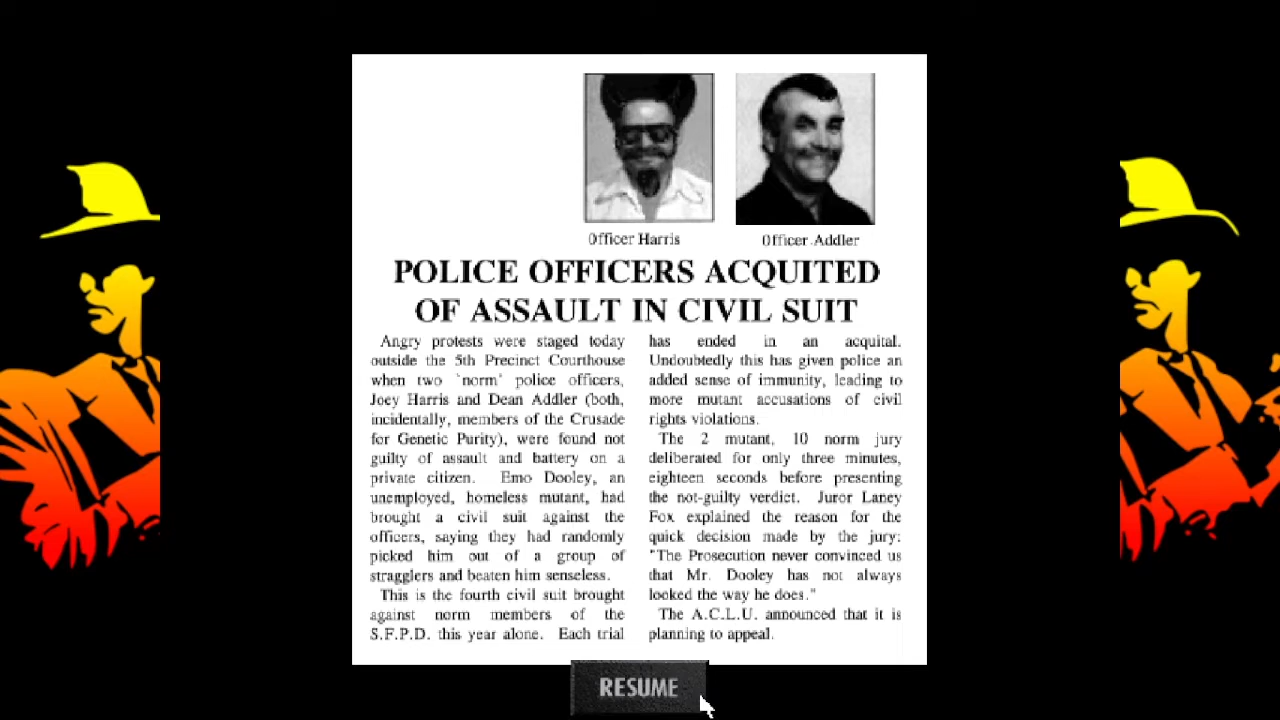 Officer Harris
Officer Addler
POLICE OFFICERS ACQUITED
OF ASSAULT IN CIVIL SUIT
Angry protests were staged today
outside the 5th Precinct Courthouse
when two `norm' police officers,
Joey Harris and Dean Addler (both,
incidentally, members of the Crusade
for Genetic Purity), were found not
guilty of assault and battery on a
private citizen. Emo Dooley, an
unemployed, homeless mutant, had
brought a civil suit against the
officers, saying they had randomly
picked him out of a group of
stragglers and beaten him senseless.
This is the fourth civil suit brought
against norm members of the
S.F.P.D. this year alone. Each trial
has ended in an acquital.
Undoubtedly this has given police an
added sense of immunity, leading to
more mutant accusations of civil
rights violations.
The 2 mutant, 10 norm jury
deliberated for only three minutes,
eighteen seconds before presenting
the not-guilty verdict. Juror Laney
Fox explained the reason for the
quick decision made by the jury:
"The Prosecution never convinced us
that Mr. Dooley has not always
looked the way he does."
The A.C.L.U. announced that it is
planning to appeal.
RESUME